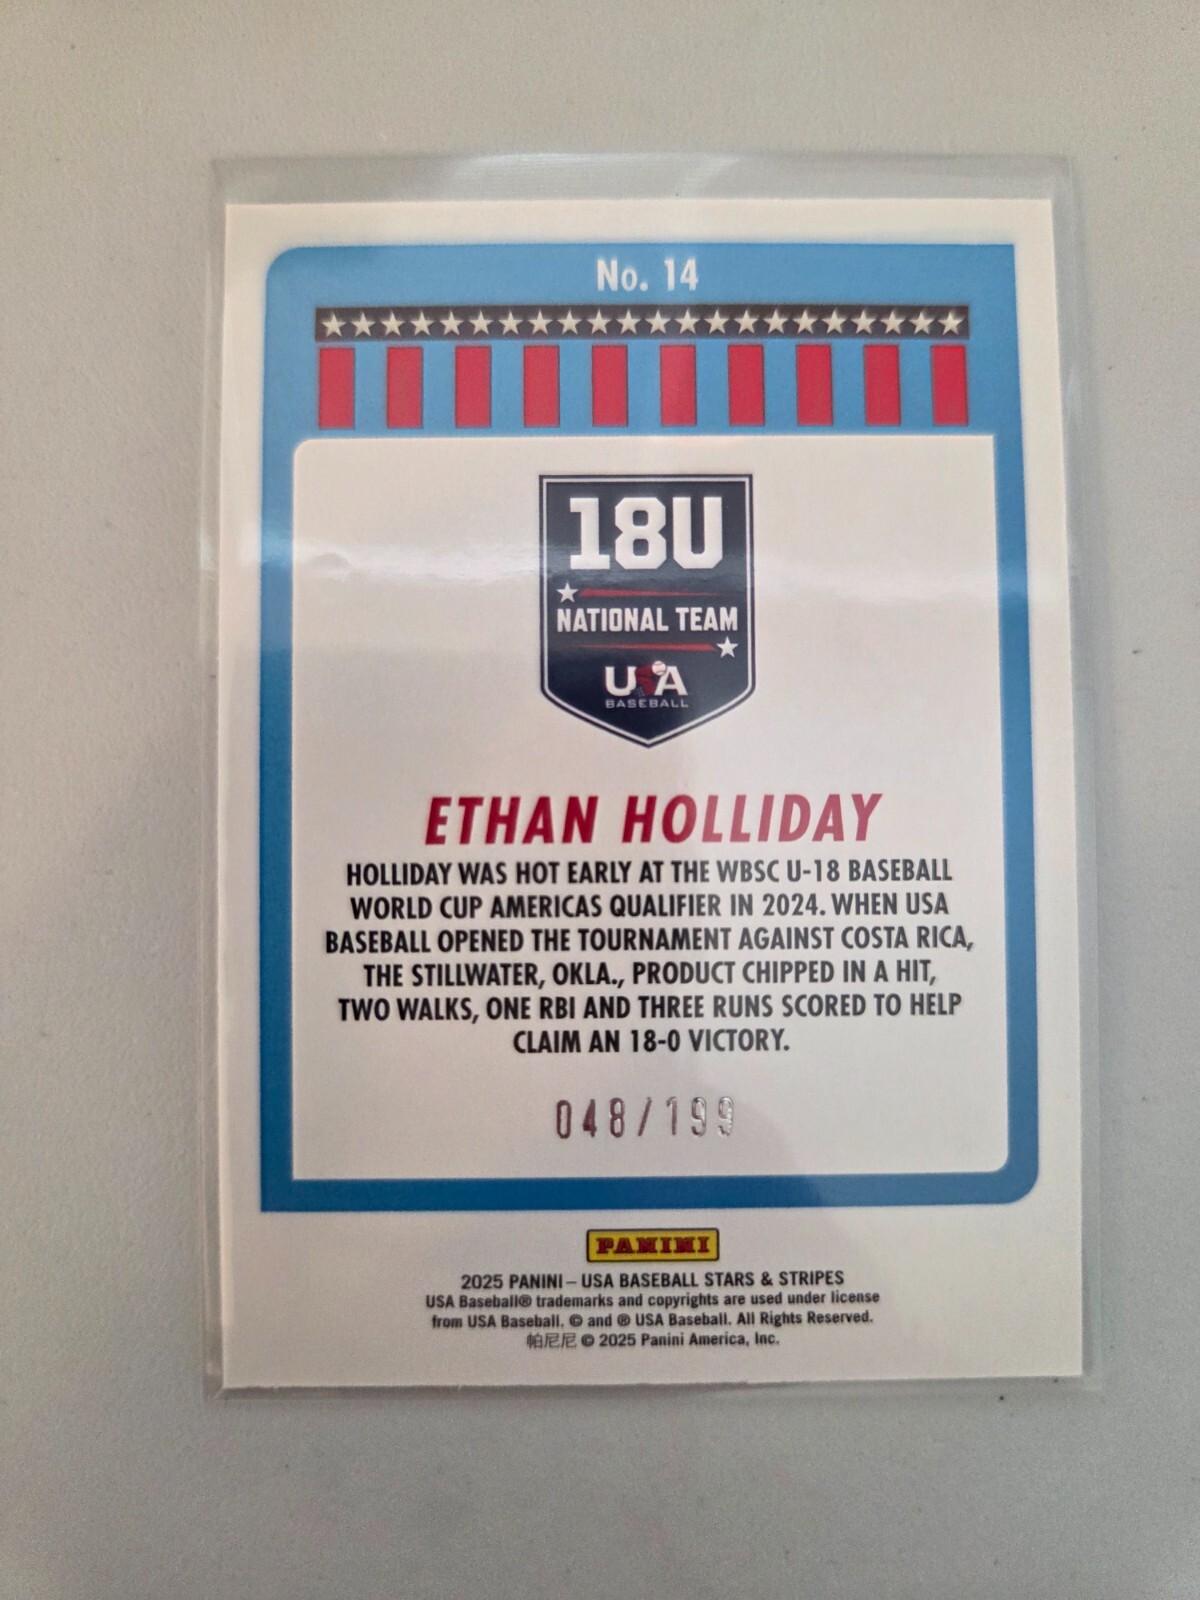 No. 14
18U
NATIONAL TEAM
USA
BASEBALL
ETHAN HOLLIDAY
HOLLIDAY WAS HOT EARLY AT THE WBSC U-18 BASEBALL
WORLD CUP AMERICAS QUALIFIER IN 2024. WHEN USA
BASEBALL OPENED THE TOURNAMENT AGAINST COSTA RICA,
THE STILLWATER, OKLA., PRODUCT CHIPPED IN A HIT,
TWO WALKS, ONE RBI AND THREE RUNS SCORED TO HELP
CLAIM AN 18-0 VICTORY.
048/199
PANINI
2025 PANINI – USA BASEBALL STARS & STRIPES
USA Baseball® trademarks and copyrights are used under license
from USA Baseball. © and ® USA Baseball. All Rights Reserved.
帕尼尼 © 2025 Panini America, Inc.